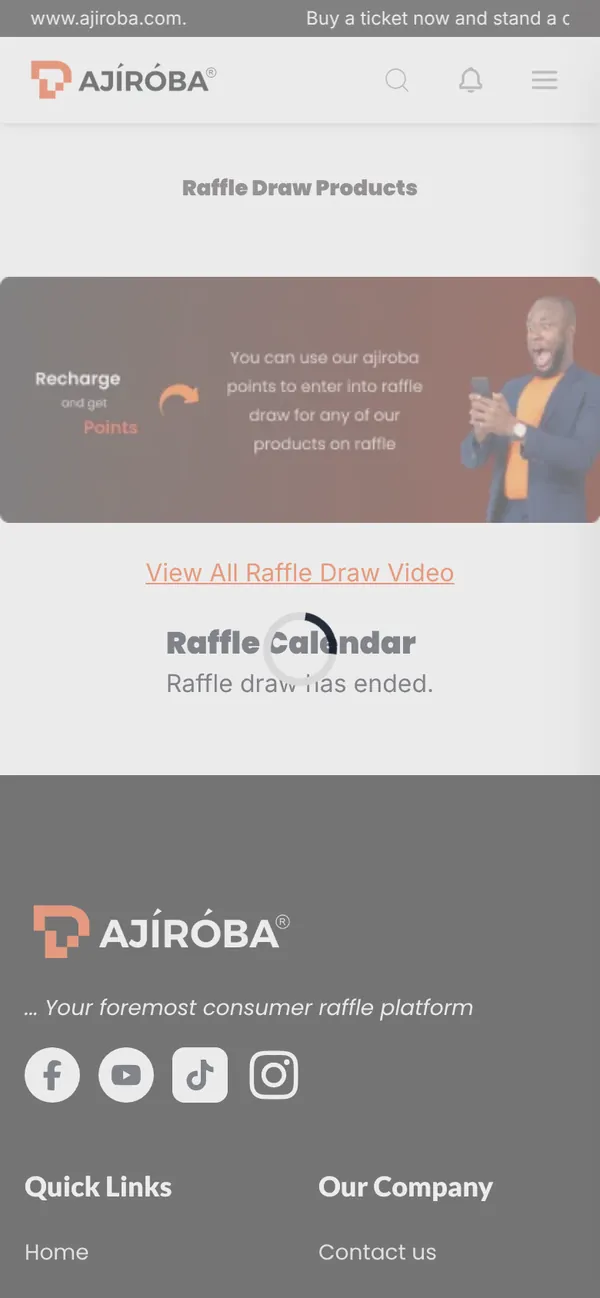 www.ajiroba.com.
Buy a ticket now and stand a c
AJÍRÓBA®
Raffle Draw Products
Recharge
and get
Points
You can use our ajiroba
points to enter into raffle
draw for any of our
products on raffle
View All Raffle Draw Video
Raffle Calendar
Raffle draw has ended.
AJÍRÓBA®
... Your foremost consumer raffle platform
Quick Links
Our Company
Home
Contact us